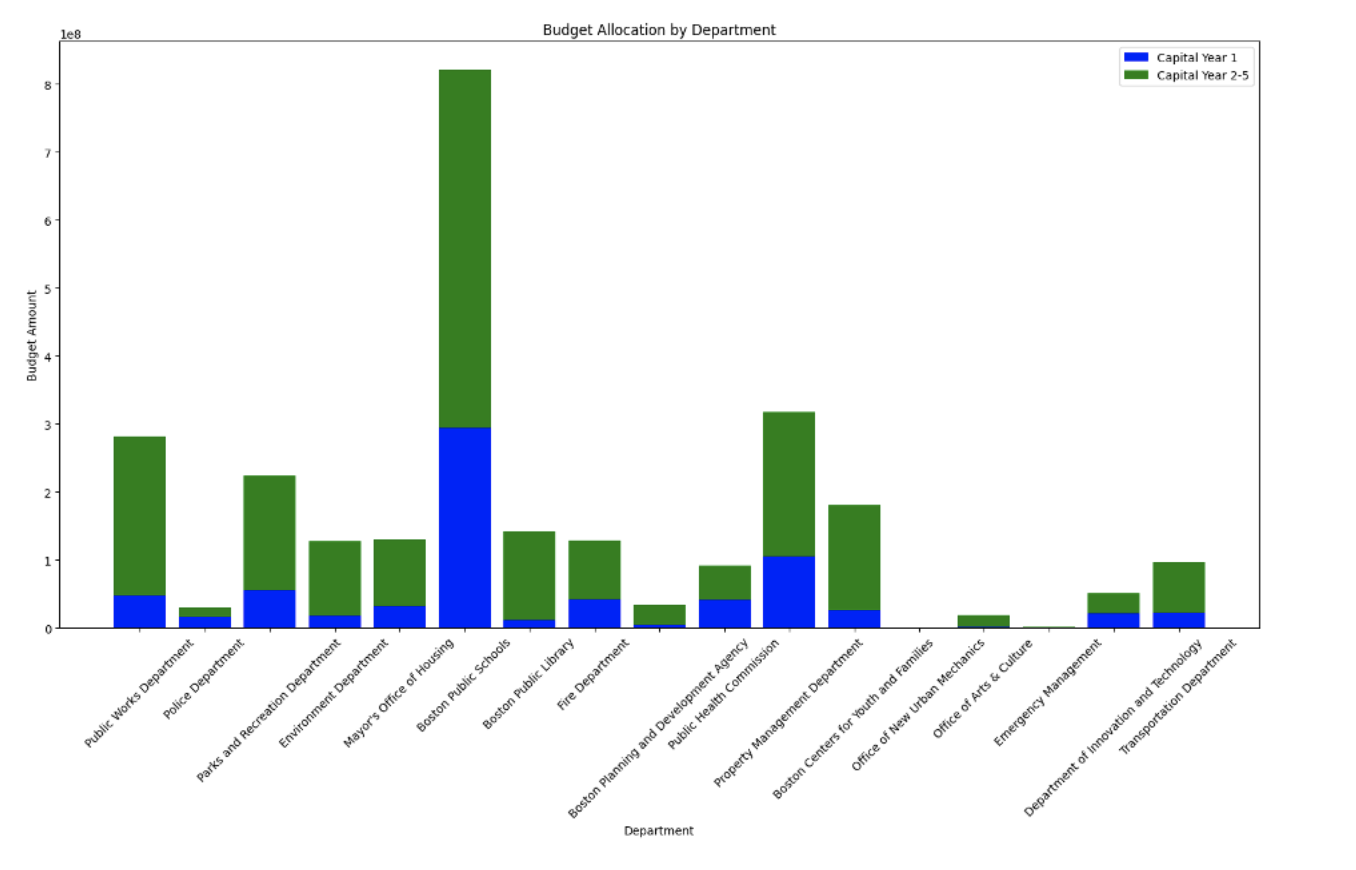 Budget Allocation by Department
1e8
Capital Year 1
Capital Year 2-5
8
7
6
5
4
3
2
1
0
Budget Amount
Public Works Department
Police Department
Parks and Recreation Department
Environment Department
Mayor's Office of Housing
Boston Public Schools
Boston Public Library
Fire Department
Boston Planning and Development Agency
Public Health Commission
Property Management Department
Boston Centers for Youth and Families
Office of New Urban Mechanics
Office of Arts & Culture
Emergency Management
Department of Innovation and Technology
Transportation Department
Department